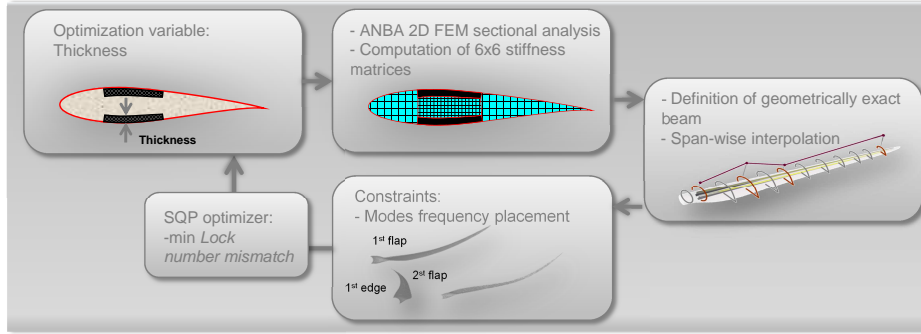 Optimization variable:
Thickness
Thickness
- ANBA 2D FEM sectional analysis
- Computation of 6x6 stiffness
matrices
- Definition of geometrically exact
beam
- Span-wise interpolation
Constraints:
- Modes frequency placement
1st flap
2nd flap
1st edge
SQP optimizer:
-min Lock
number mismatch